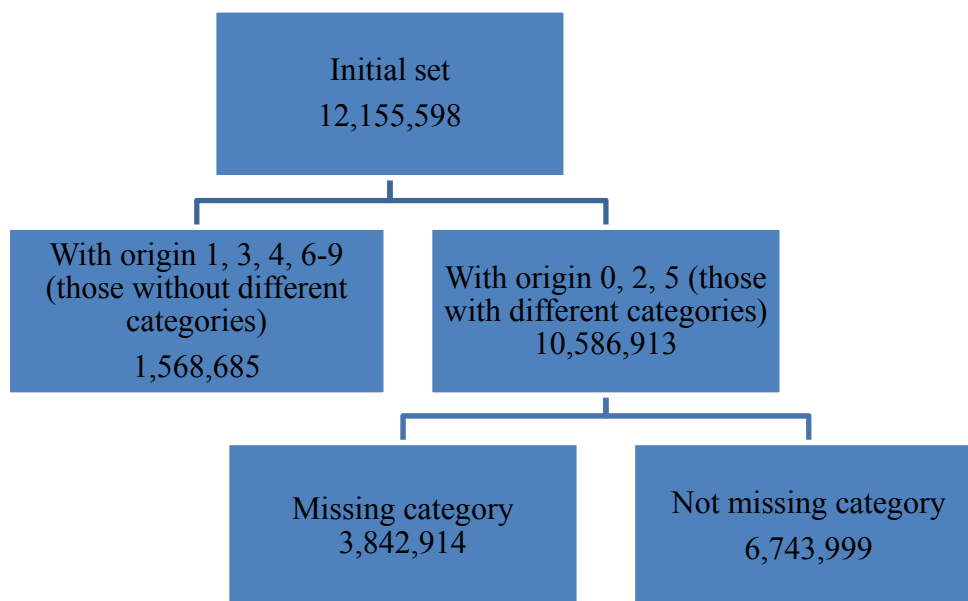 Initial set
12,155,598
With origin 1, 3, 4, 6-9
(those without different
categories)
1,568,685
With origin 0, 2, 5 (those
with different categories)
10,586,913
Missing category
3,842,914
Not missing category
6,743,999